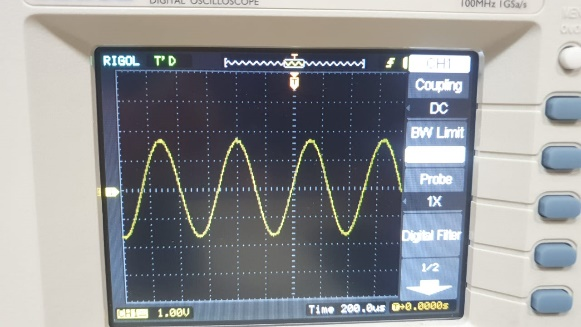 DIGITAL OSCILLOSCOPE
100MHz 1GSa/s
RIGOL T'D
CH1
Coupling
DC
BW Limit
Probe
1X
Digital Filter
1/2
1.00V Time 200.0us T→0.0000s